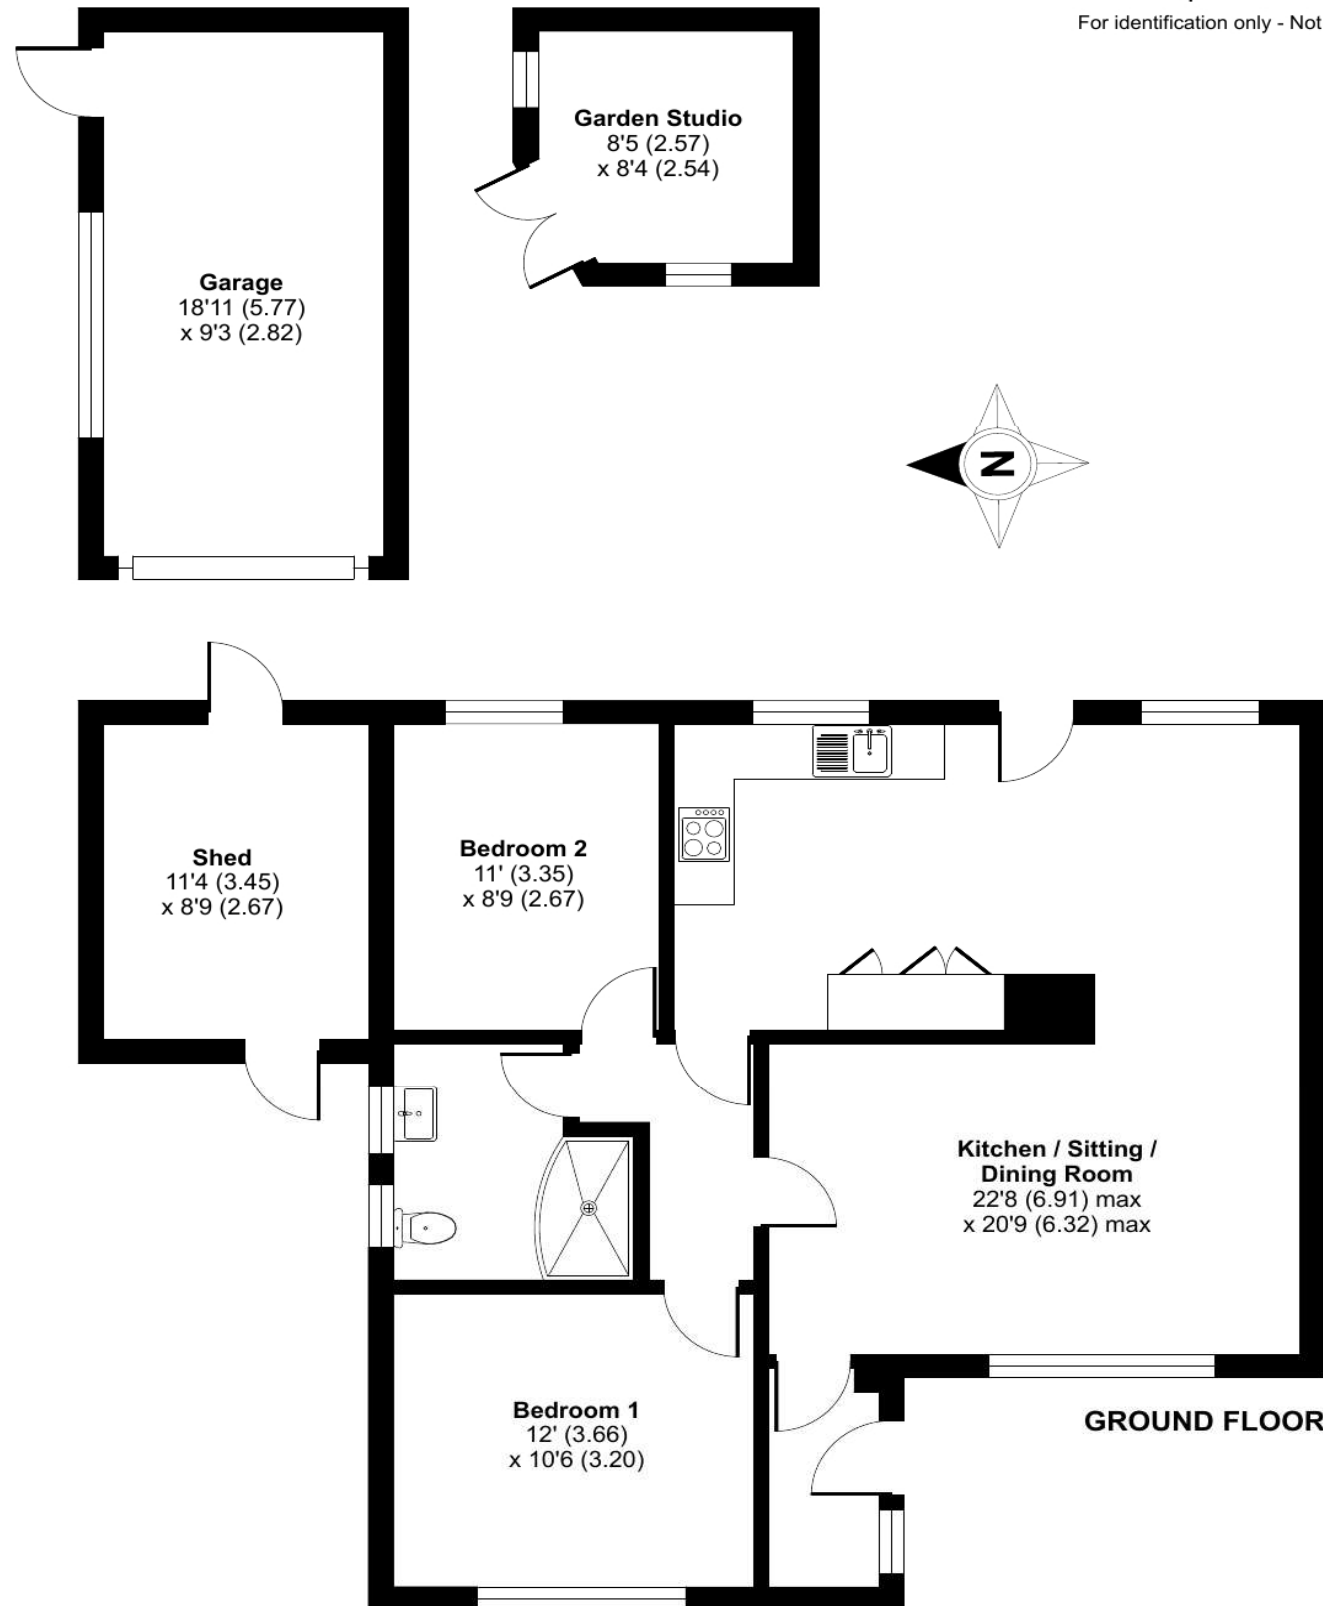 For identification only - Not
Garden Studio
8'5 (2.57)
x 8'4 (2.54)
Garage
18'11 (5.77)
x 9'3 (2.82)
N
Shed
11'4 (3.45)
x 8'9 (2.67)
Bedroom 2
11' (3.35)
x 8'9 (2.67)
Kitchen / Sitting /
Dining Room
22'8 (6.91) max
x 20'9 (6.32) max
Bedroom 1
12' (3.66)
x 10'6 (3.20)
GROUND FLOOR